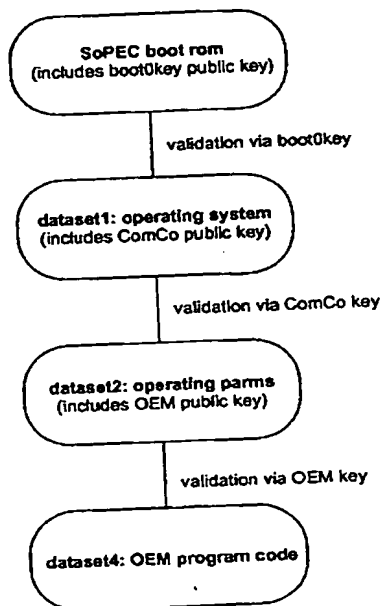 SoPEC boot rom
(includes boot0key public key)
validation via boot0key
dataset1: operating system
(includes ComCo public key)
validation via ComCo key
dataset2: operating parms
(includes OEM public key)
validation via OEM key
dataset4: OEM program code